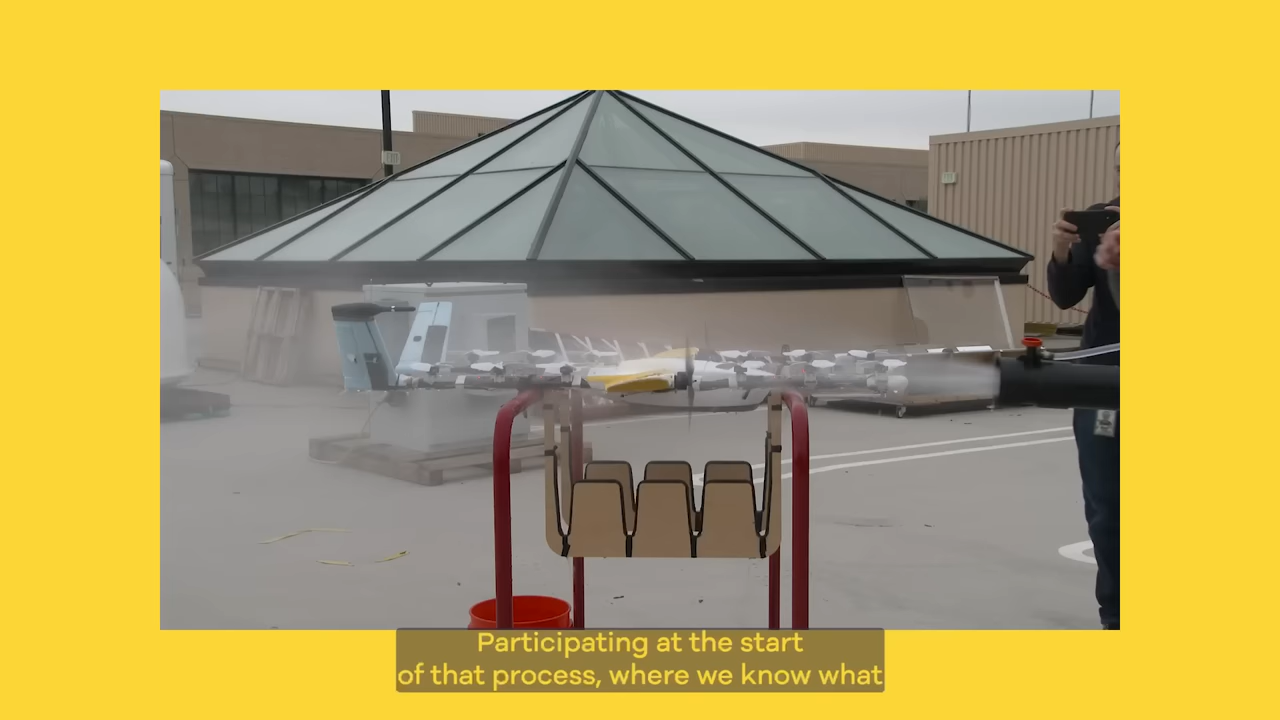 Participating at the start
of that process, where we know what